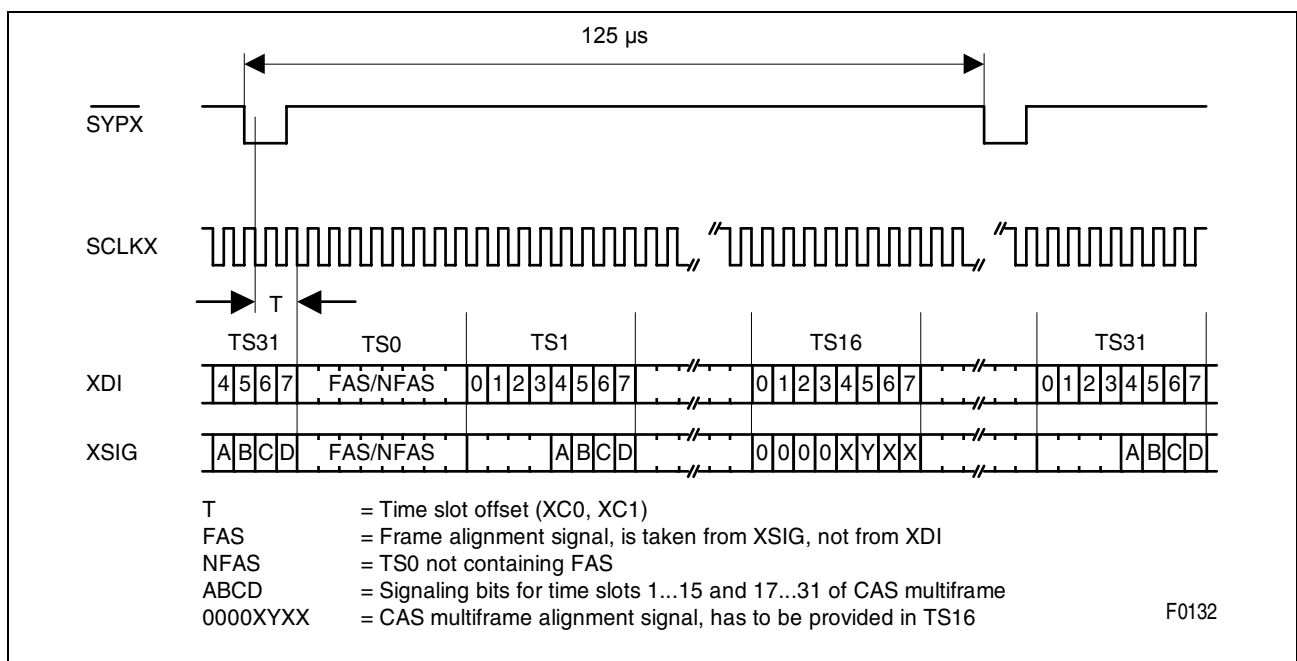 125 µs
SYPX
SCLKX
T
TS31 TS0 TS1 TS16 TS31
XDI 4 5 6 7 FAS/NFAS 0 1 2 3 4 5 6 7 0 1 2 3 4 5 6 7 0 1 2 3 4 5 6 7
XSIG A B C D FAS/NFAS A B C D 0 0 0 0 X Y X X A B C D
T = Time slot offset (XC0, XC1)
FAS = Frame alignment signal, is taken from XSIG, not from XDI
NFAS = TS0 not containing FAS
ABCD = Signaling bits for time slots 1...15 and 17...31 of CAS multiframe
0000XYXX = CAS multiframe alignment signal, has to be provided in TS16
F0132